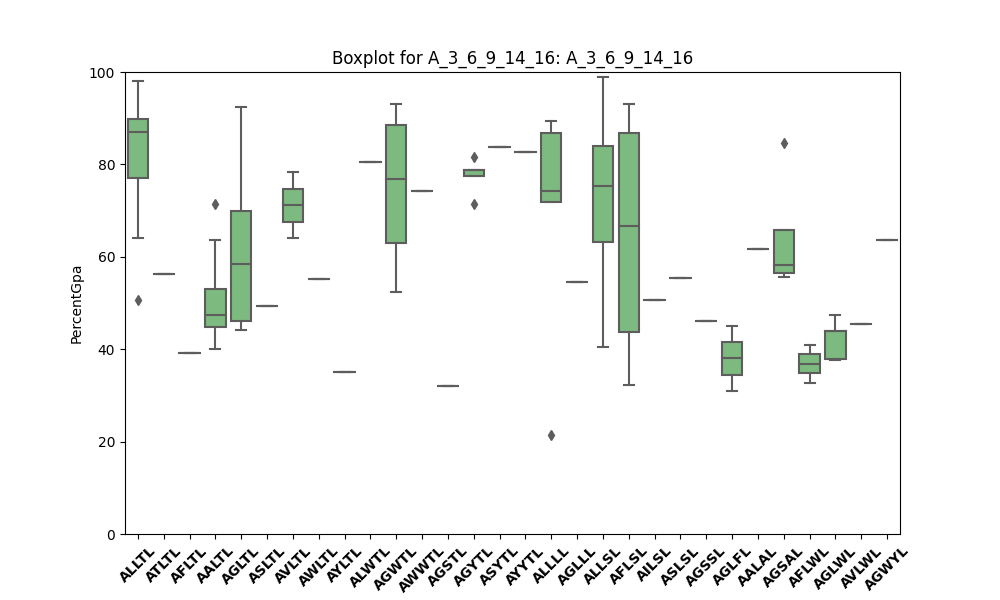 Boxplot for A_3_6_9_14_16: A_3_6_9_14_16
PercentGpa
100
80
60
40
20
0
ALLTL ATLTL AFLTL AALTL AGLTL ASLTL AVLTL AWLTL AYLTL ALWTL AGWTL AWWTL AGSTL AGYTL ASYTL AYYTL ALLLL AGLLL ALLSL AFLSL AILSL ASLSL AGSSL AGLFL AALAL AGSAL AFLWL AGLWL AVLWL AGWYL